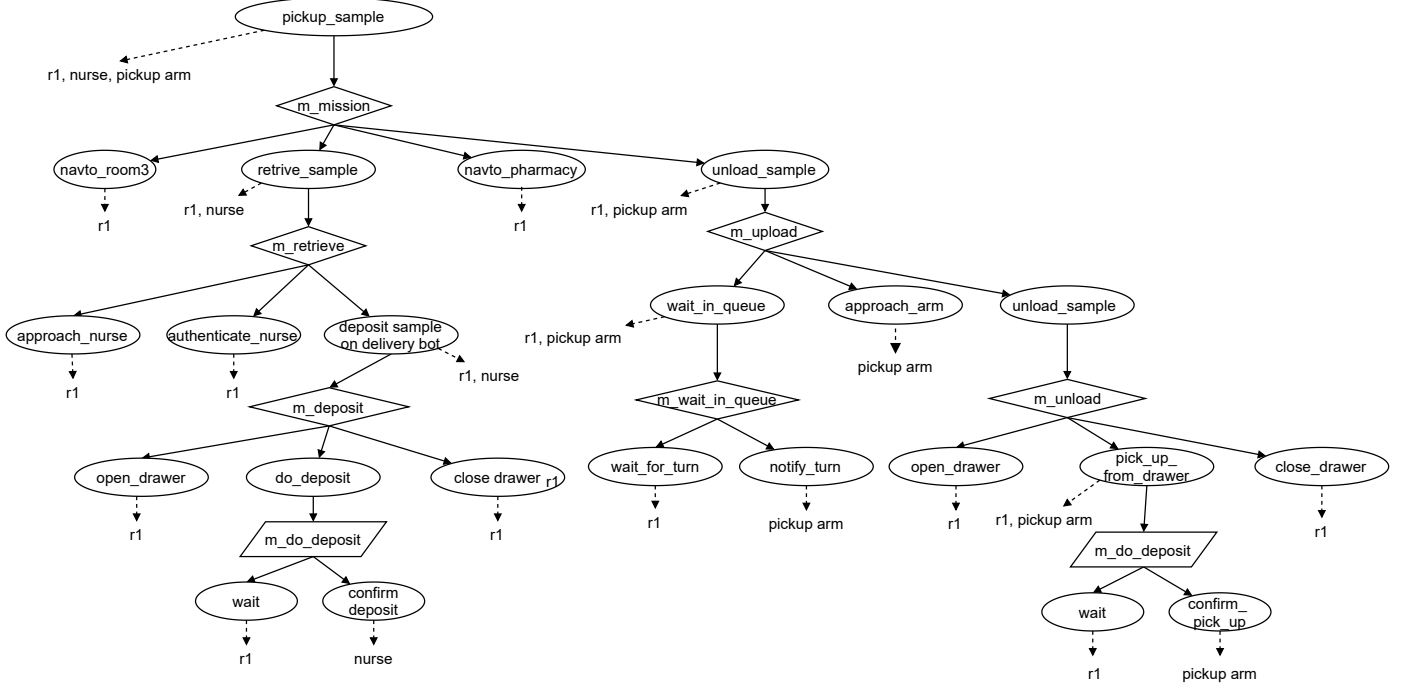 pickup_sample
r1, nurse, pickup arm
m_mission
navto_room3
retrive_sample
navto_pharmacy
unload_sample
r1
r1, nurse
r1
r1, pickup arm
m_retrieve
m_upload
approach_nurse
authenticate_nurse
deposit sample
on delivery bot
wait_in_queue
approach_arm
unload_sample
r1
r1
r1, nurse
r1, pickup arm
pickup arm
m_deposit
m_wait_in_queue
m_unload
open_drawer
do_deposit
close drawer
r1
wait_for_turn
notify_turn
open_drawer
pick_up_
from_drawer
close_drawer
r1
r1
r1
pickup arm
r1
r1, pickup arm
r1
m_do_deposit
m_do_deposit
wait
confirm
deposit
wait
confirm_
pick_up
r1
nurse
r1
pickup arm